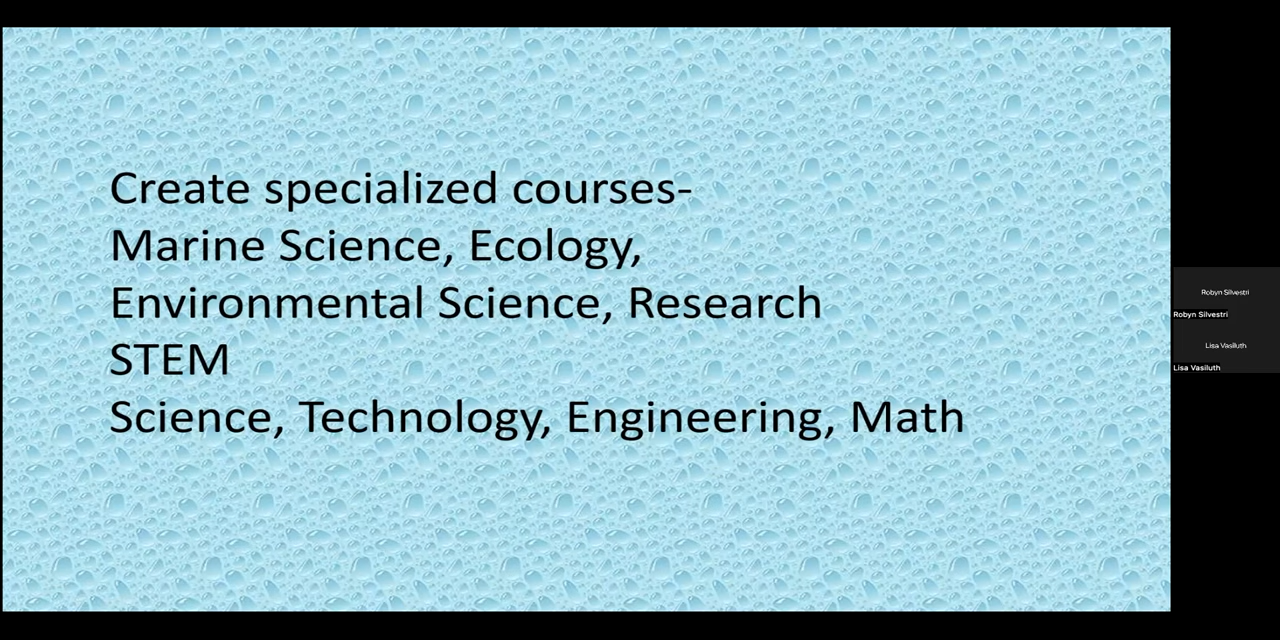 Create specialized courses-
Marine Science, Ecology,
Environmental Science, Research
STEM
Science, Technology, Engineering, Math
Robyn Silvestri
Robyn Silvestri
Lisa Vasiluth
Lisa Vasiluth